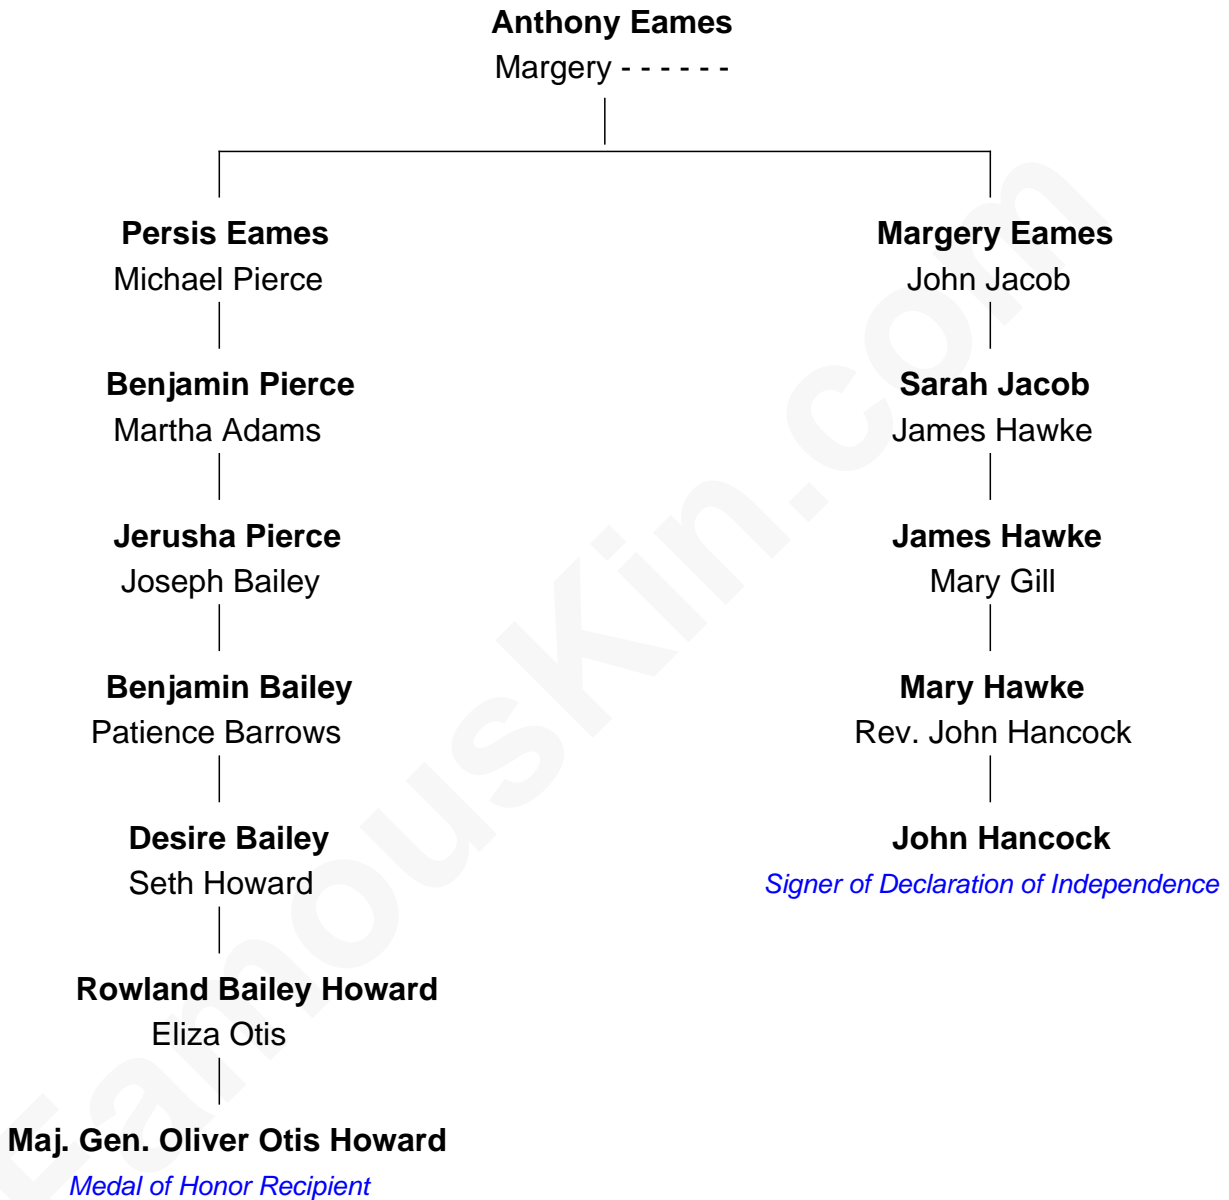 Anthony Eames
Margery - - - - - -
Persis Eames
Michael Pierce
Margery Eames
John Jacob
Benjamin Pierce
Martha Adams
Sarah Jacob
James Hawke
Jerusha Pierce
Joseph Bailey
James Hawke
Mary Gill
Benjamin Bailey
Patience Barrows
Mary Hawke
Rev. John Hancock
Desire Bailey
Seth Howard
John Hancock
Signer of Declaration of Independence
Rowland Bailey Howard
Eliza Otis
Maj. Gen. Oliver Otis Howard
Medal of Honor Recipient
FamousKin.com